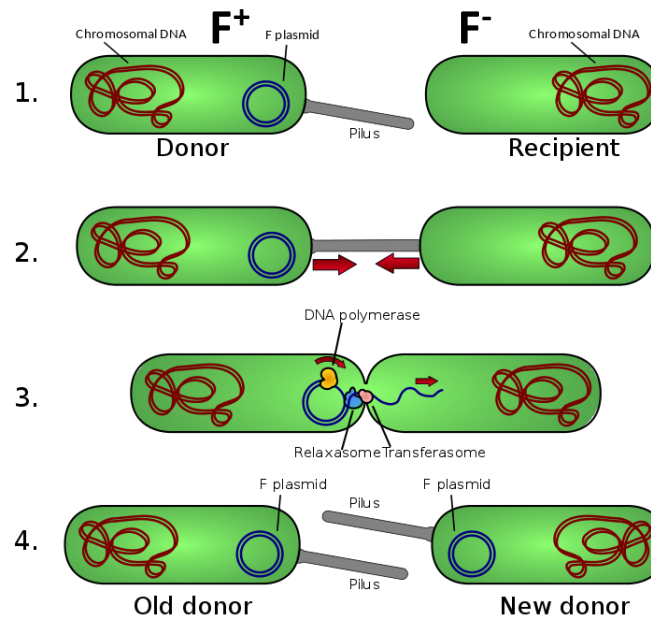 F+ F-
Chromosomal DNA F plasmid Chromosomal DNA
1.
Pilus
Donor Recipient
2.
DNA polymerase
3.
Relaxasome Transferasome
F plasmid Pilus F plasmid
4.
Pilus
Old donor New donor